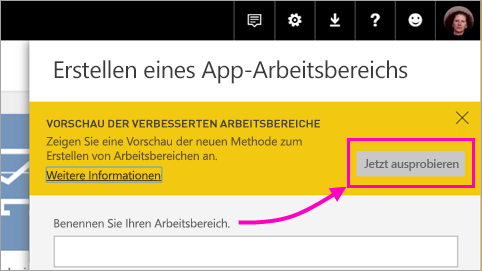 Erstellen eines App-Arbeitsbereichs
VORSCHAU DER VERBESSERTEN ARBEITSBEREICHE
Zeigen Sie eine Vorschau der neuen Methode zum
Erstellen von Arbeitsbereichen an.
Weitere Informationen
Jetzt ausprobieren
Benennen Sie Ihren Arbeitsbereich.